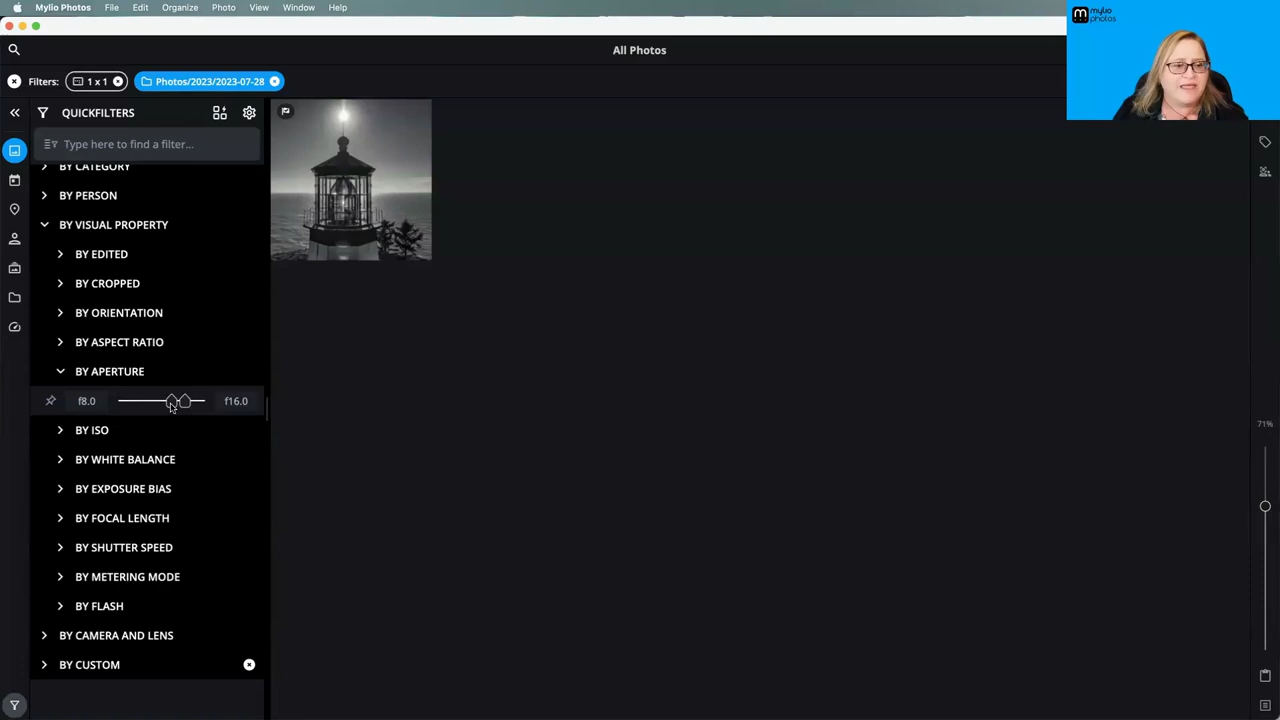 Mylio Photos File Edit Organize Photo View Window Help
mylio
photos
All Photos
Filters: 1 x 1 Photos/2023/2023-07-28
QUICKFILTERS
Type here to find a filter...
BY CATEGORY
BY PERSON
BY VISUAL PROPERTY
BY EDITED
BY CROPPED
BY ORIENTATION
BY ASPECT RATIO
BY APERTURE
f8.0 f16.0
BY ISO
71%
BY WHITE BALANCE
BY EXPOSURE BIAS
BY FOCAL LENGTH
BY SHUTTER SPEED
BY METERING MODE
BY FLASH
BY CAMERA AND LENS
BY CUSTOM